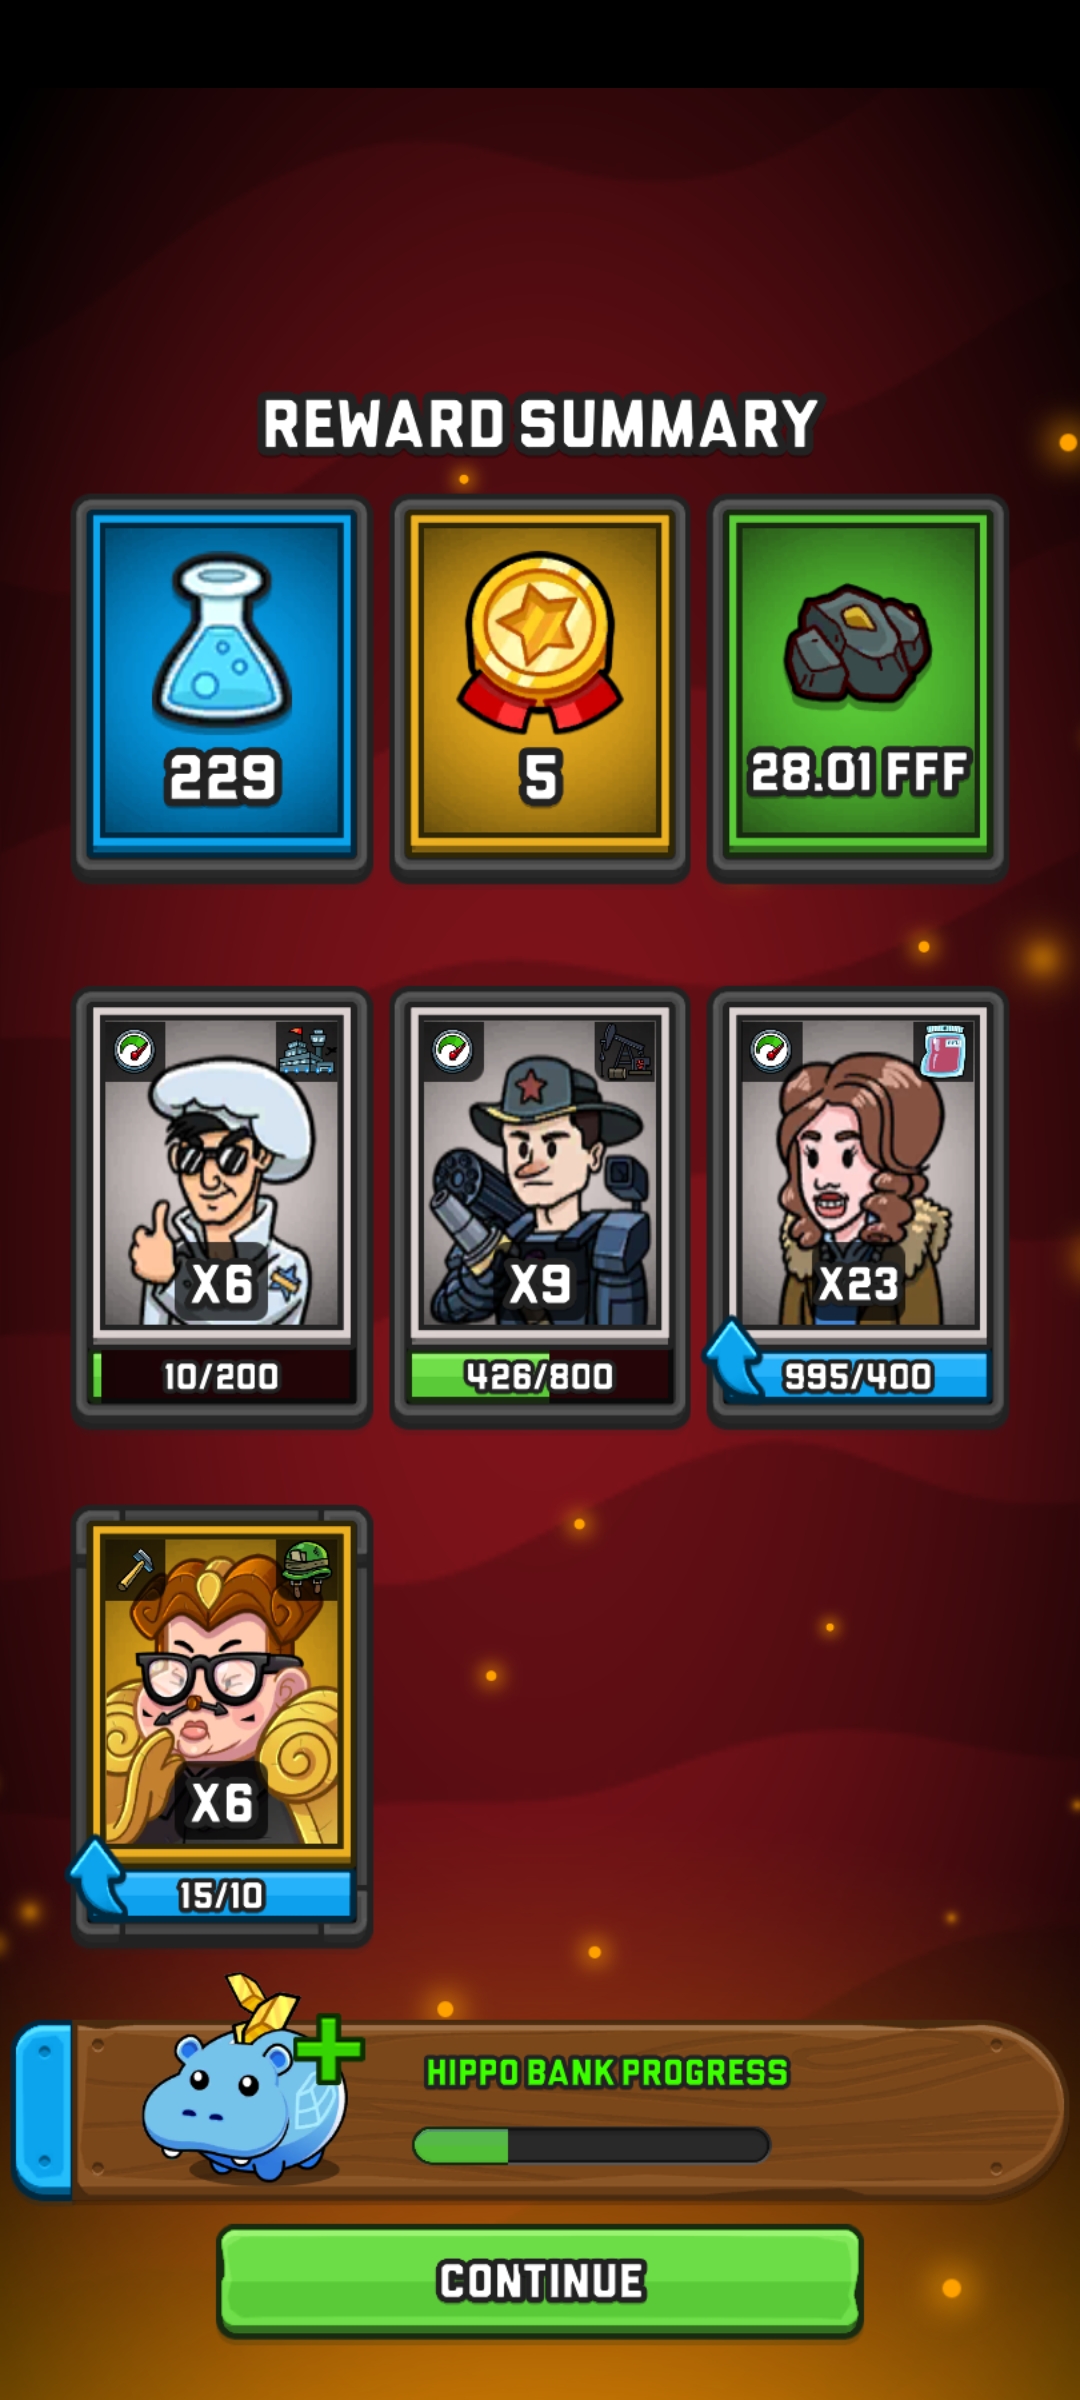 REWARD SUMMARY
229
5
28.01 FFF
X6
X9
X23
10/200
426/800
995/400
X6
15/10
HIPPO BANK PROGRESS
CONTINUE